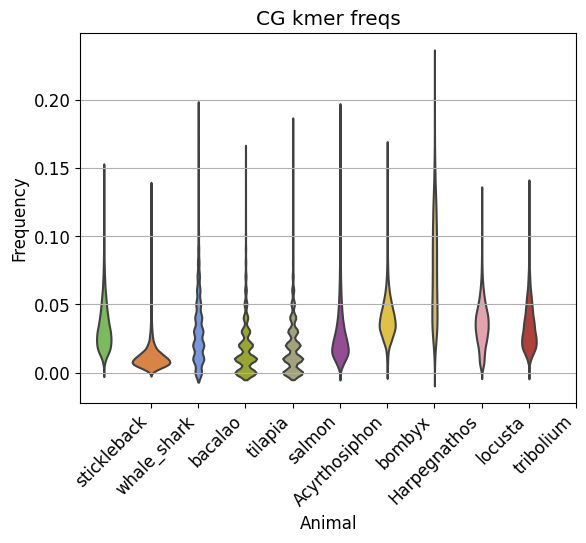 CG kmer freqs
0.20
0.15
0.10
0.05
0.00
Frequency
stickleback
whale_shark
bacalao
tilapia
salmon
Acyrthosiphon
bombyx
Harpegnathos
locusta
tribolium
Animal